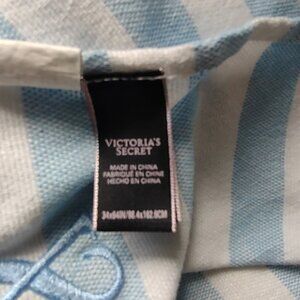 VICTORIA'S
SECRET
MADE IN CHINA
FABRIQUÉ EN CHINE
HECHO EN CHINA
34x64IN/86.4x162.6CM